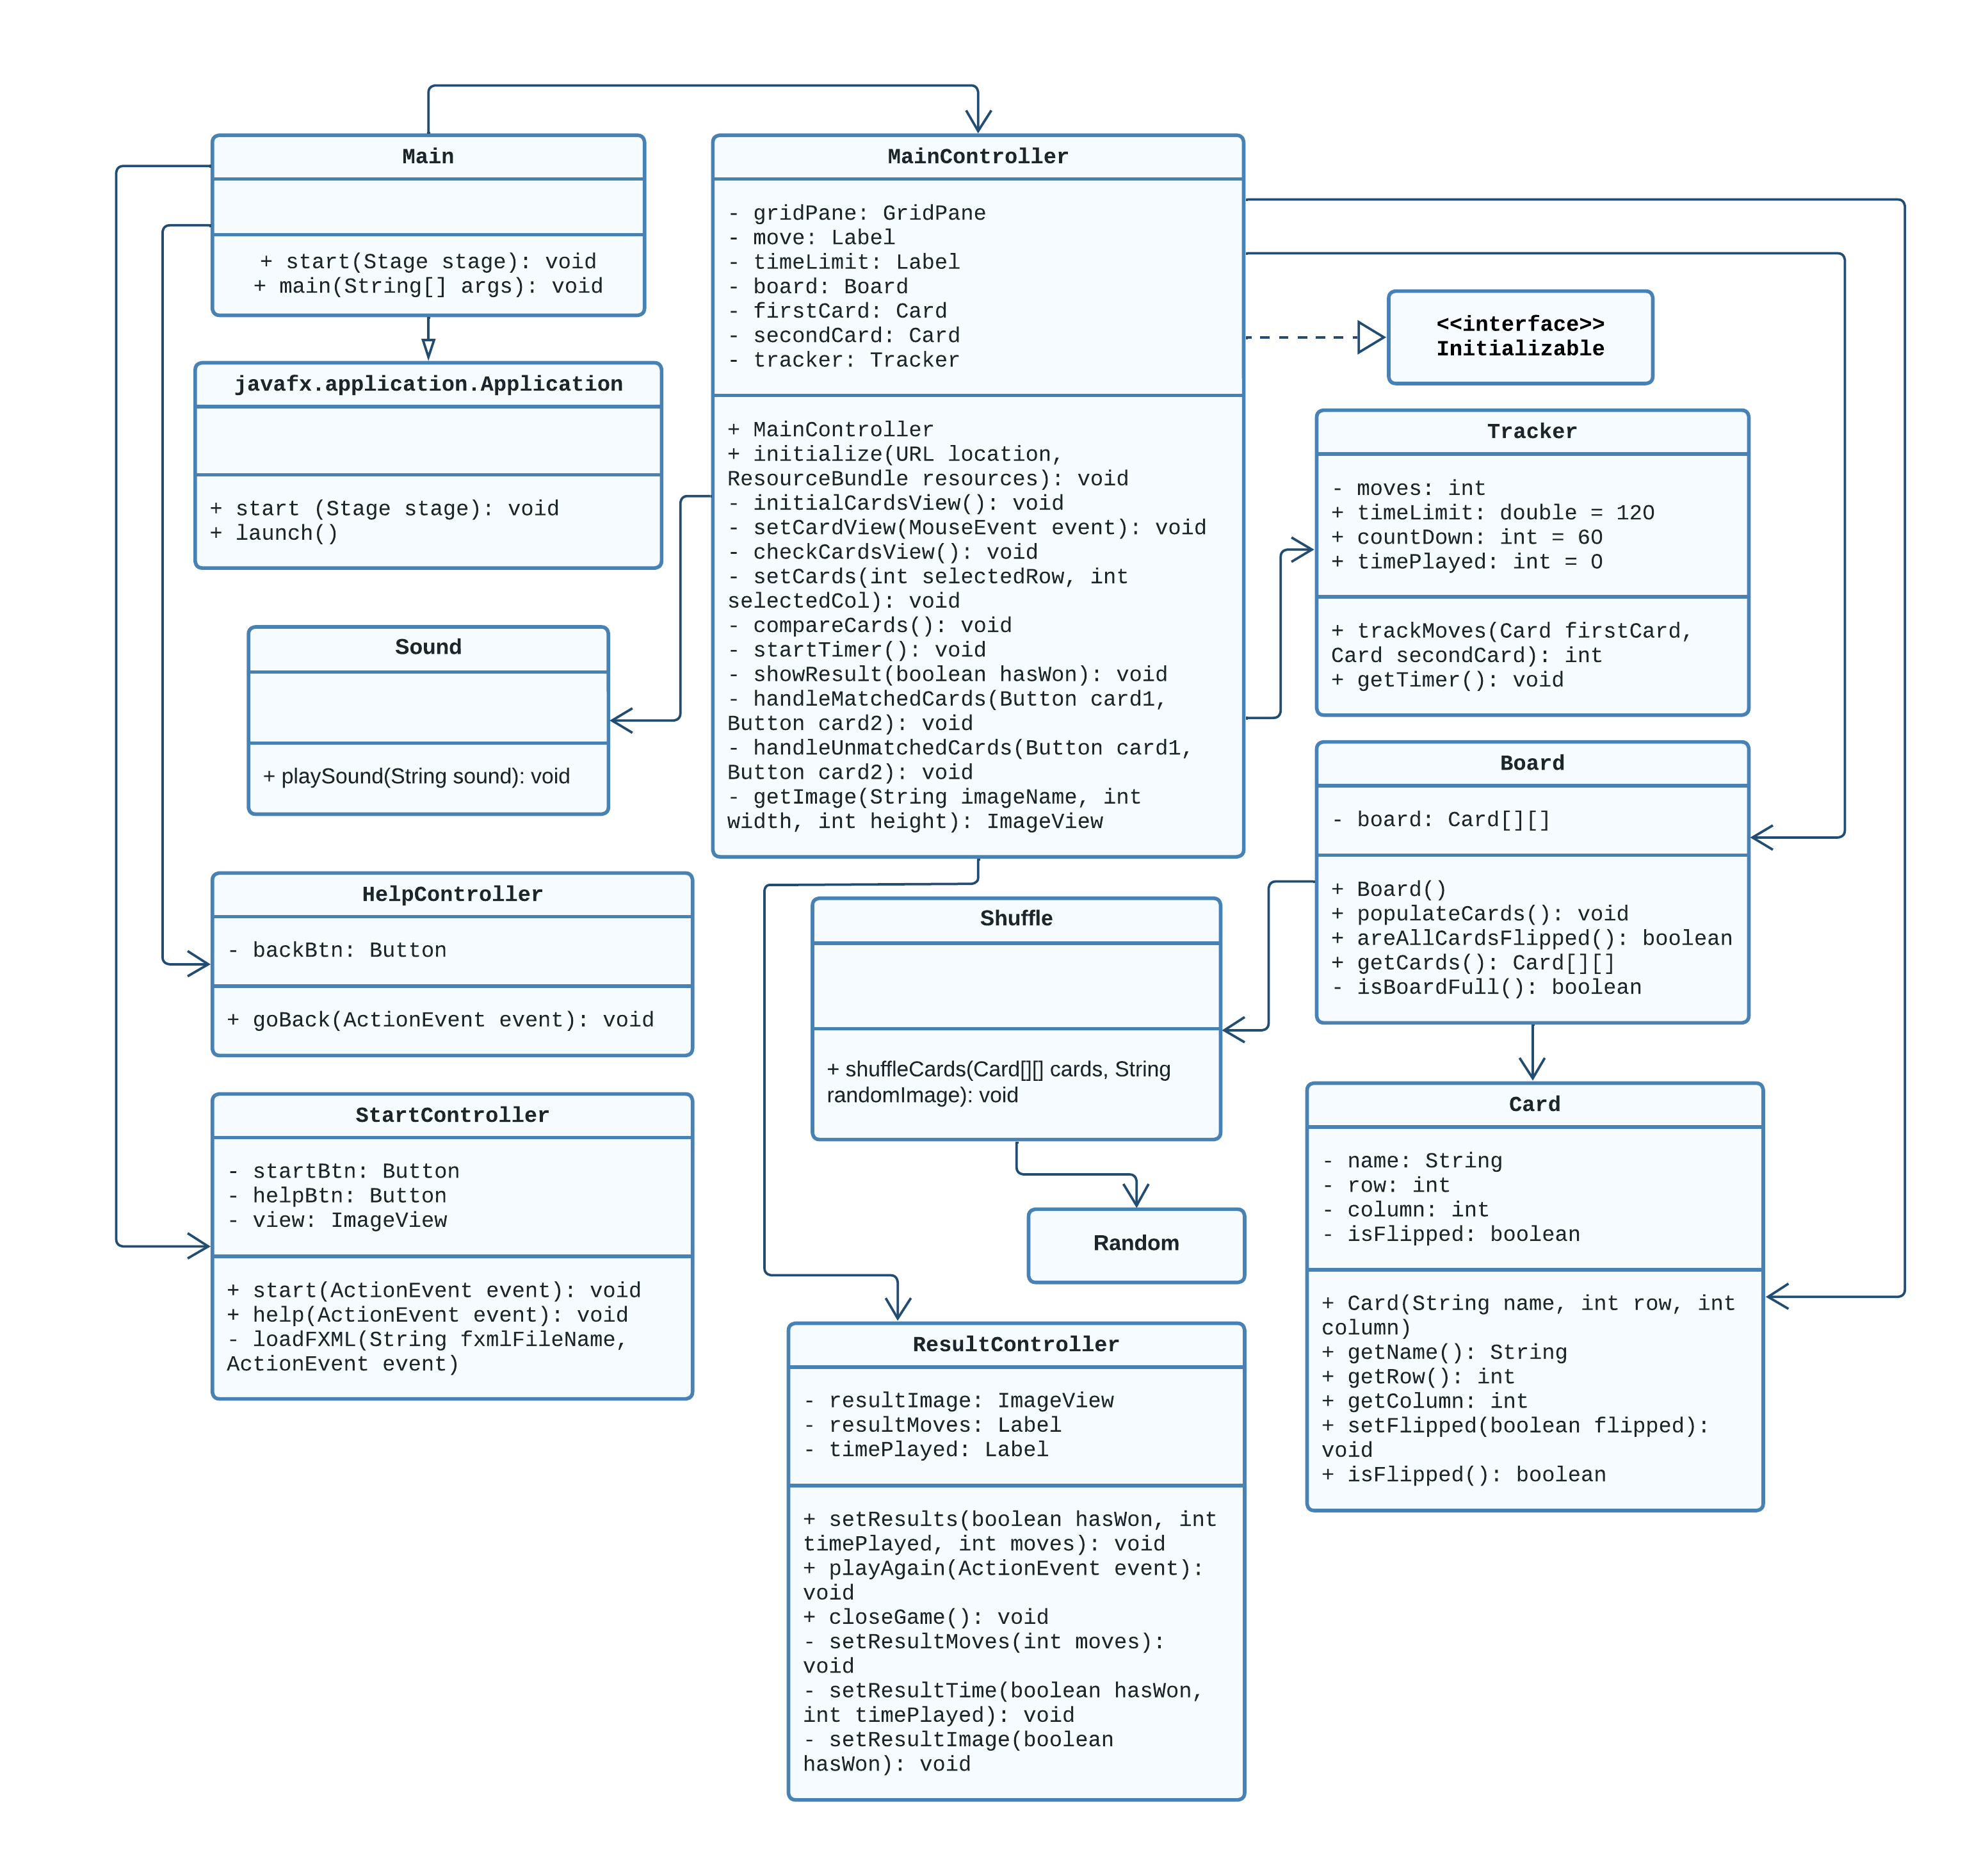 Main
+ start(Stage stage): void
+ main(String[] args): void
javafx.application.Application
+ start (Stage stage): void
+ launch()
Sound
+ playSound(String sound): void
HelpController
- backBtn: Button
+ goBack(ActionEvent event): void
StartController
- startBtn: Button
- helpBtn: Button
- view: ImageView
+ start(ActionEvent event): void
+ help(ActionEvent event): void
- loadFXML(String fxmlFileName,
ActionEvent event)
MainController
- gridPane: GridPane
- move: Label
- timeLimit: Label
- board: Board
- firstCard: Card
- secondCard: Card
- tracker: Tracker
+ MainController
+ initialize(URL location,
ResourceBundle resources): void
- initialCardsView(): void
- setCardView(MouseEvent event): void
- checkCardsView(): void
- setCards(int selectedRow, int
selectedCol): void
- compareCards(): void
- startTimer(): void
- showResult(boolean hasWon): void
- handleMatchedCards(Button card1,
Button card2): void
- handleUnmatchedCards(Button card1,
Button card2): void
- getImage(String imageName, int
width, int height): ImageView
Shuffle
+ shuffleCards(Card[][] cards, String
randomImage): void
Random
ResultController
- resultImage: ImageView
- resultMoves: Label
- timePlayed: Label
+ setResults(boolean hasWon, int
timePlayed, int moves): void
+ playAgain(ActionEvent event):
void
+ closeGame(): void
- setResultMoves(int moves):
void
- setResultTime(boolean hasWon,
int timePlayed): void
- setResultImage(boolean
hasWon): void
<<interface>>
Initializable
Tracker
- moves: int
+ timeLimit: double = 120
+ countDown: int = 60
+ timePlayed: int = 0
+ trackMoves(Card firstCard,
Card secondCard): int
+ getTimer(): void
Board
- board: Card[][]
+ Board()
+ populateCards(): void
+ areAllCardsFlipped(): boolean
+ getCards(): Card[][]
- isBoardFull(): boolean
Card
- name: String
- row: int
- column: int
- isFlipped: boolean
+ Card(String name, int row, int
column)
+ getName(): String
+ getRow(): int
+ getColumn: int
+ setFlipped(boolean flipped):
void
+ isFlipped(): boolean